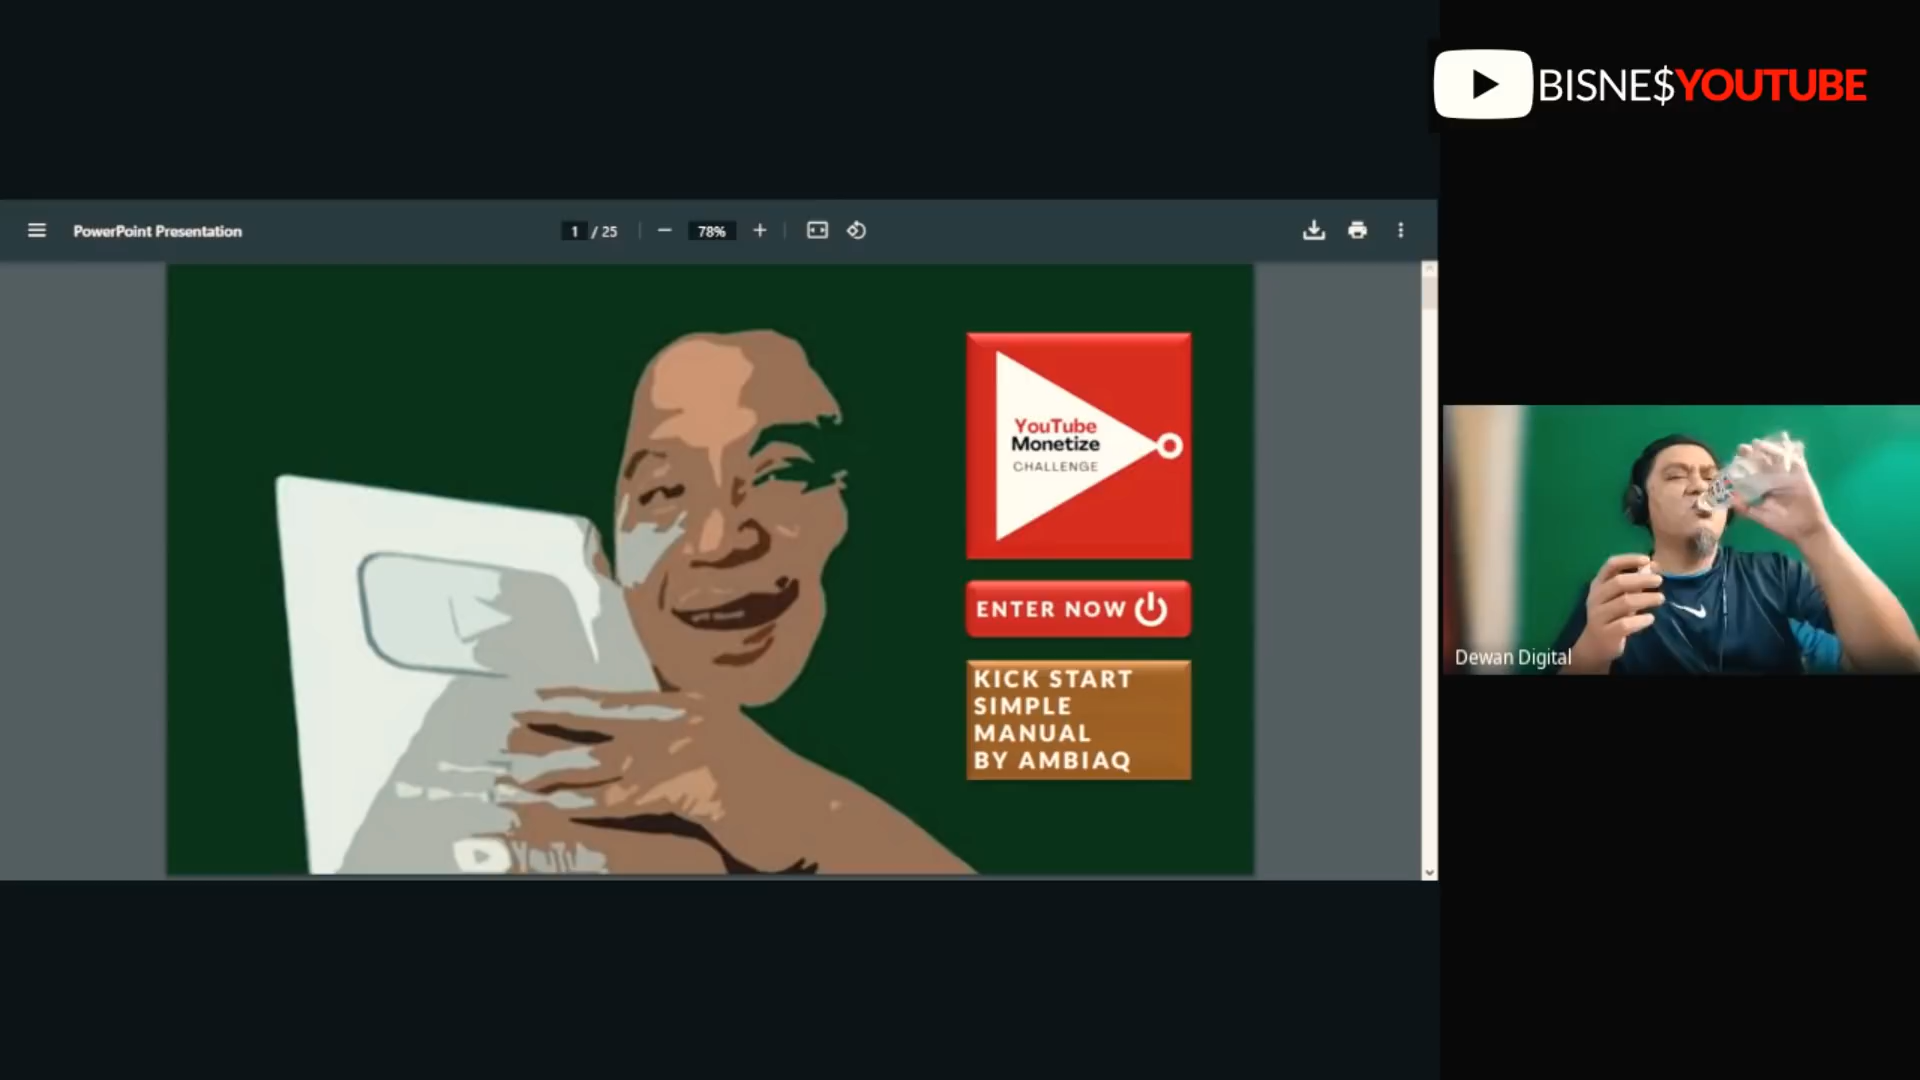 BISNE$YOUTUBE
PowerPoint Presentation
1 / 25
78%
YouTube
Monetize
CHALLENGE
ENTER NOW
KICK START
SIMPLE
MANUAL
BY AMBIAQ
YouTube
Dewan Digital